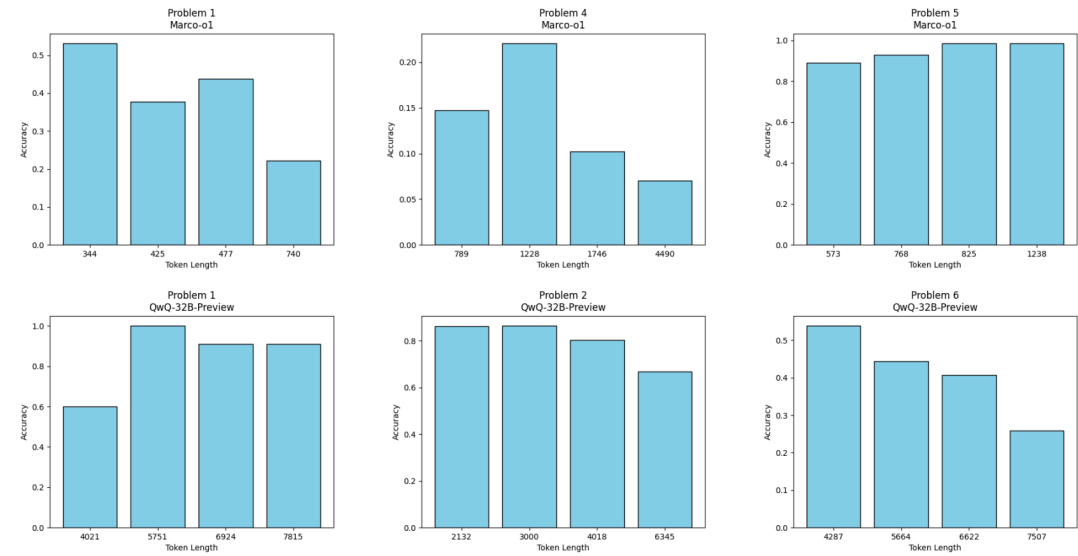 Problem 1
Marco-o1
Accuracy
0.5
0.4
0.3
0.2
0.1
0.0
344 425 477 740
Token Length
Problem 4
Marco-o1
Accuracy
0.20
0.15
0.10
0.05
0.00
789 1228 1746 4490
Token Length
Problem 5
Marco-o1
Accuracy
1.0
0.8
0.6
0.4
0.2
0.0
573 768 825 1238
Token Length
Problem 1
QwQ-32B-Preview
Accuracy
1.0
0.8
0.6
0.4
0.2
0.0
4021 5751 6924 7815
Token Length
Problem 2
QwQ-32B-Preview
Accuracy
0.8
0.6
0.4
0.2
0.0
2132 3000 4018 6345
Token Length
Problem 6
QwQ-32B-Preview
Accuracy
0.5
0.4
0.3
0.2
0.1
0.0
4287 5664 6622 7507
Token Length